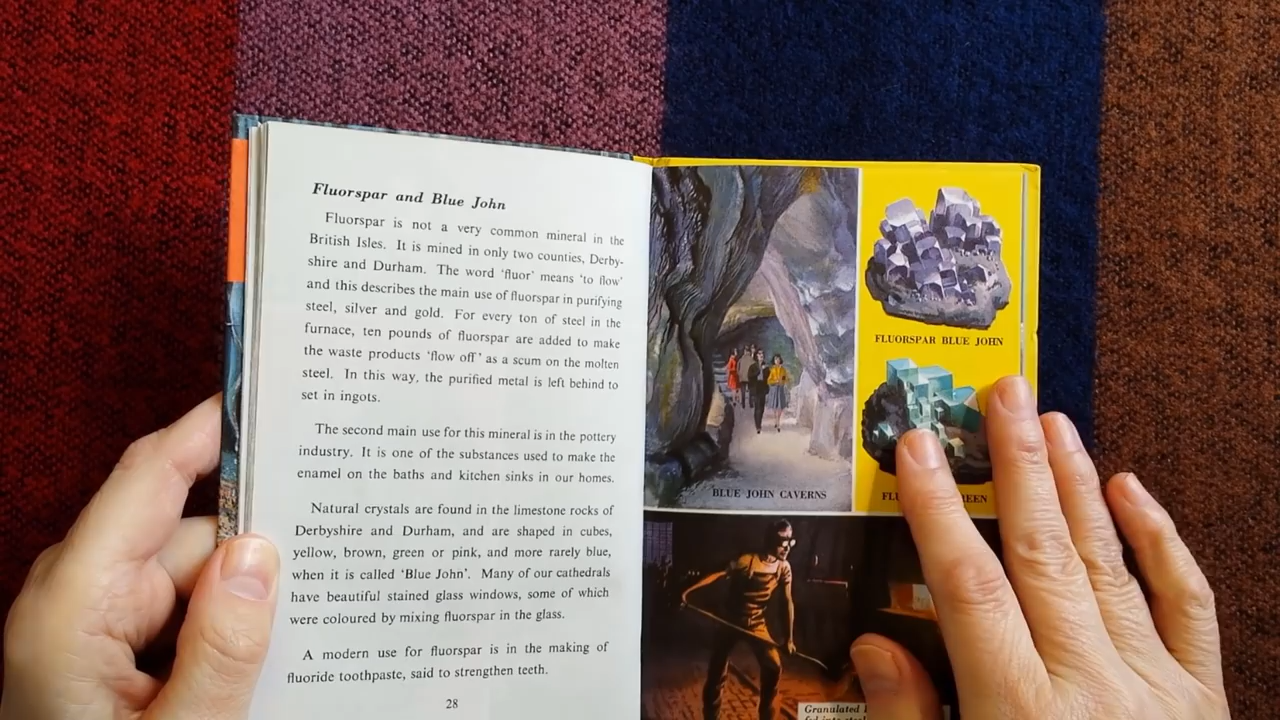 Fluorspar and Blue John
Fluorspar is not a very common mineral in the
British Isles. It is mined in only two counties, Derby-
shire and Durham. The word 'fluor' means 'to flow'
and this describes the main use of fluorspar in purifying
steel, silver and gold. For every ton of steel in the
furnace, ten pounds of fluorspar are added to make
the waste products 'flow off' as a scum on the molten
steel. In this way, the purified metal is left behind to
set in ingots.
The second main use for this mineral is in the pottery
industry. It is one of the substances used to make the
enamel on the baths and kitchen sinks in our homes.
Natural crystals are found in the limestone rocks of
Derbyshire and Durham, and are shaped in cubes,
yellow, brown, green or pink, and more rarely blue,
when it is called 'Blue John'. Many of our cathedrals
have beautiful stained glass windows, some of which
were coloured by mixing fluorspar in the glass.
A modern use for fluorspar is in the making of
fluoride toothpaste, said to strengthen teeth.
28
FLUORSPAR BLUE JOHN
BLUE JOHN CAVERNS
Granulated